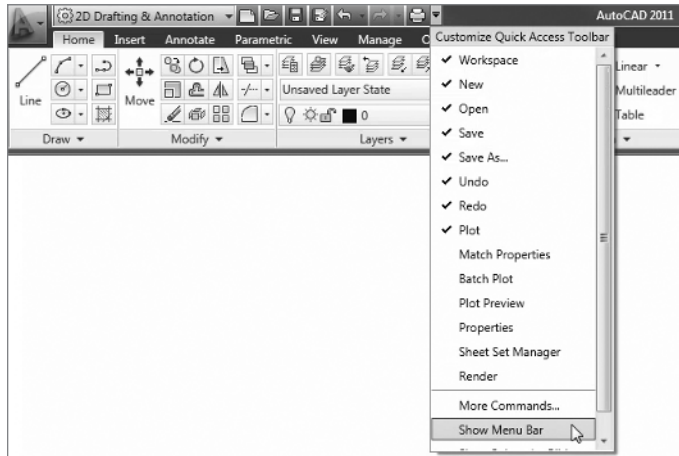 2D Drafting & Annotation
AutoCAD 2011
Home Insert Annotate Parametric View Manage
Customize Quick Access Toolbar
Workspace
New
Open
Save
Save As...
Undo
Redo
Plot
Match Properties
Batch Plot
Plot Preview
Properties
Sheet Set Manager
Render
More Commands...
Show Menu Bar
Line
Move
Unsaved Layer State
0
Linear
Multileader
Table
Draw
Modify
Layers